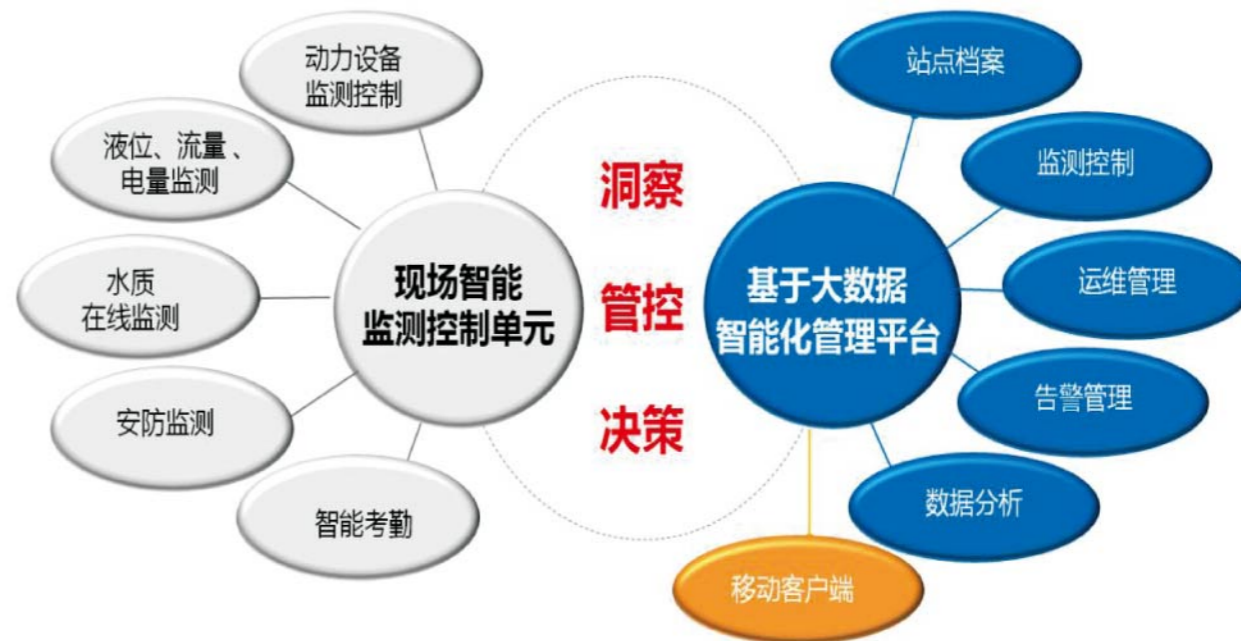 动力设备
监测控制
液位、流量、
电量监测
水质
在线监测
安防监测
智能考勤
现场智能
监测控制单元
洞察
管控
决策
基于大数据
智能化管理平台
站点档案
监测控制
运维管理
告警管理
数据分析
移动客户端